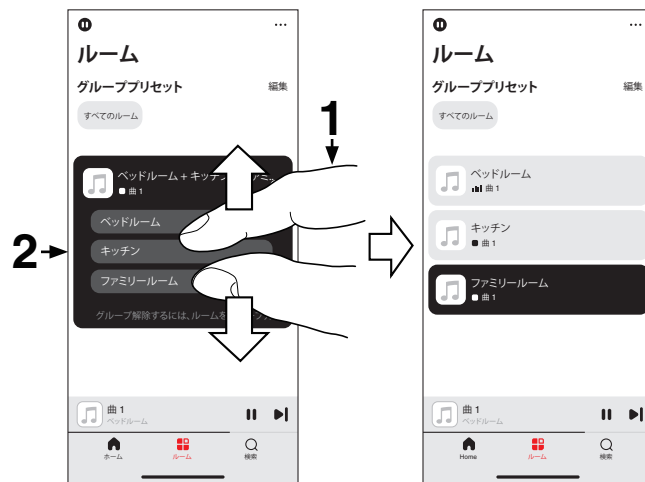 ルーム
グループプリセット 編集
すべてのルーム
1
ベッドルーム + キッチン
曲 1
ベッドルーム
2
キッチン
ファミリールーム
グループ解除するには、ルームを
曲 1
ベッドルーム
ホーム ルーム 検索
ルーム
グループプリセット 編集
すべてのルーム
ベッドルーム
曲 1
キッチン
曲 1
ファミリールーム
曲 1
曲 1
ベッドルーム
Home ルーム 検索